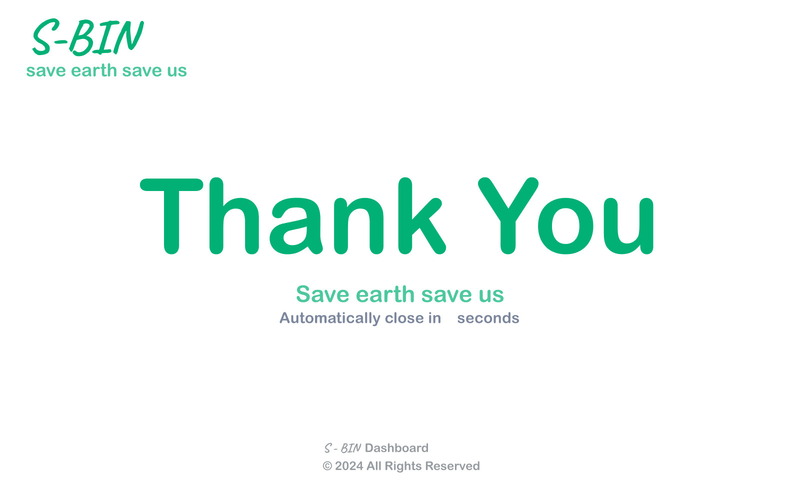 S-BIN
save earth save us
Thank You
Save earth save us
Automatically close in seconds
S - BIN Dashboard
© 2024 All Rights Reserved